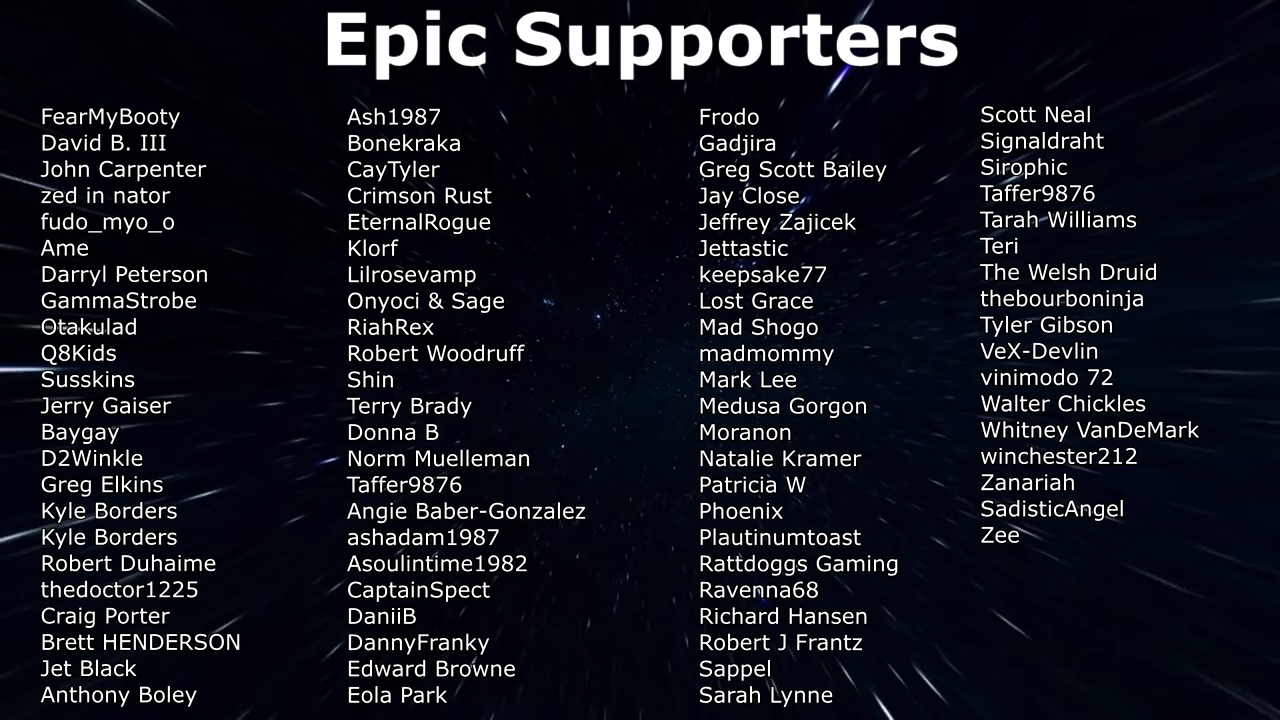 Epic Supporters
FearMyBooty
David B. III
John Carpenter
zed in nator
fudo_myo_o
Ame
Darryl Peterson
GammaStrobe
Otakulad
Q8Kids
Susskins
Jerry Gaiser
Baygay
D2Winkle
Greg Elkins
Kyle Borders
Kyle Borders
Robert Duhaime
thedoctor1225
Craig Porter
Brett HENDERSON
Jet Black
Anthony Boley
Ash1987
Bonekraka
CayTyler
Crimson Rust
EternalRogue
Klorf
Lilrosevamp
Onyoci & Sage
RiahRex
Robert Woodruff
Shin
Terry Brady
Donna B
Norm Muelleman
Taffer9876
Angie Baber-Gonzalez
ashadam1987
Asoulintime1982
CaptainSpect
DaniiB
DannyFranky
Edward Browne
Eola Park
Frodo
Gadjira
Greg Scott Bailey
Jay Close
Jeffrey Zajicek
Jettastic
keepsake77
Lost Grace
Mad Shogo
madmommy
Mark Lee
Medusa Gorgon
Moranon
Natalie Kramer
Patricia W
Phoenix
Plautinumtoast
Rattdoggs Gaming
Ravenna68
Richard Hansen
Robert J Frantz
Sappel
Sarah Lynne
Scott Neal
Signaldraht
Sirophic
Taffer9876
Tarah Williams
Teri
The Welsh Druid
thebourboninja
Tyler Gibson
VeX-Devlin
vinimodo 72
Walter Chickles
Whitney VanDeMark
winchester212
Zanariah
SadisticAngel
Zee